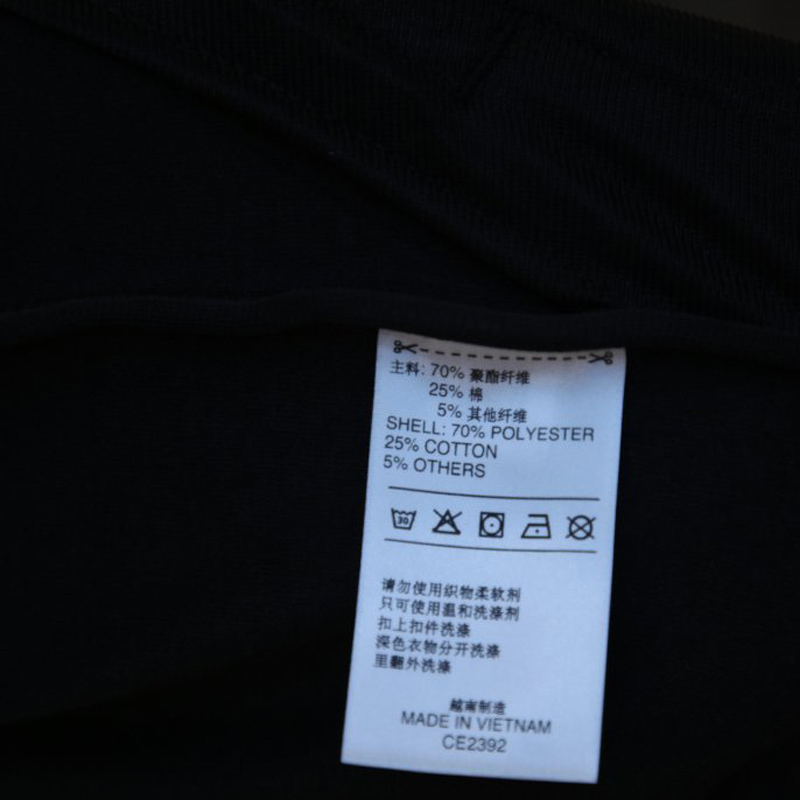 主料: 70% 聚酯纤维
25% 棉
5% 其他纤维
SHELL: 70% POLYESTER
25% COTTON
5% OTHERS
30
请勿使用织物柔软剂
只可使用温和洗涤剂
扣上扣件洗涤
深色衣物分开洗涤
里翻外洗涤
越南制造
MADE IN VIETNAM
CE2392